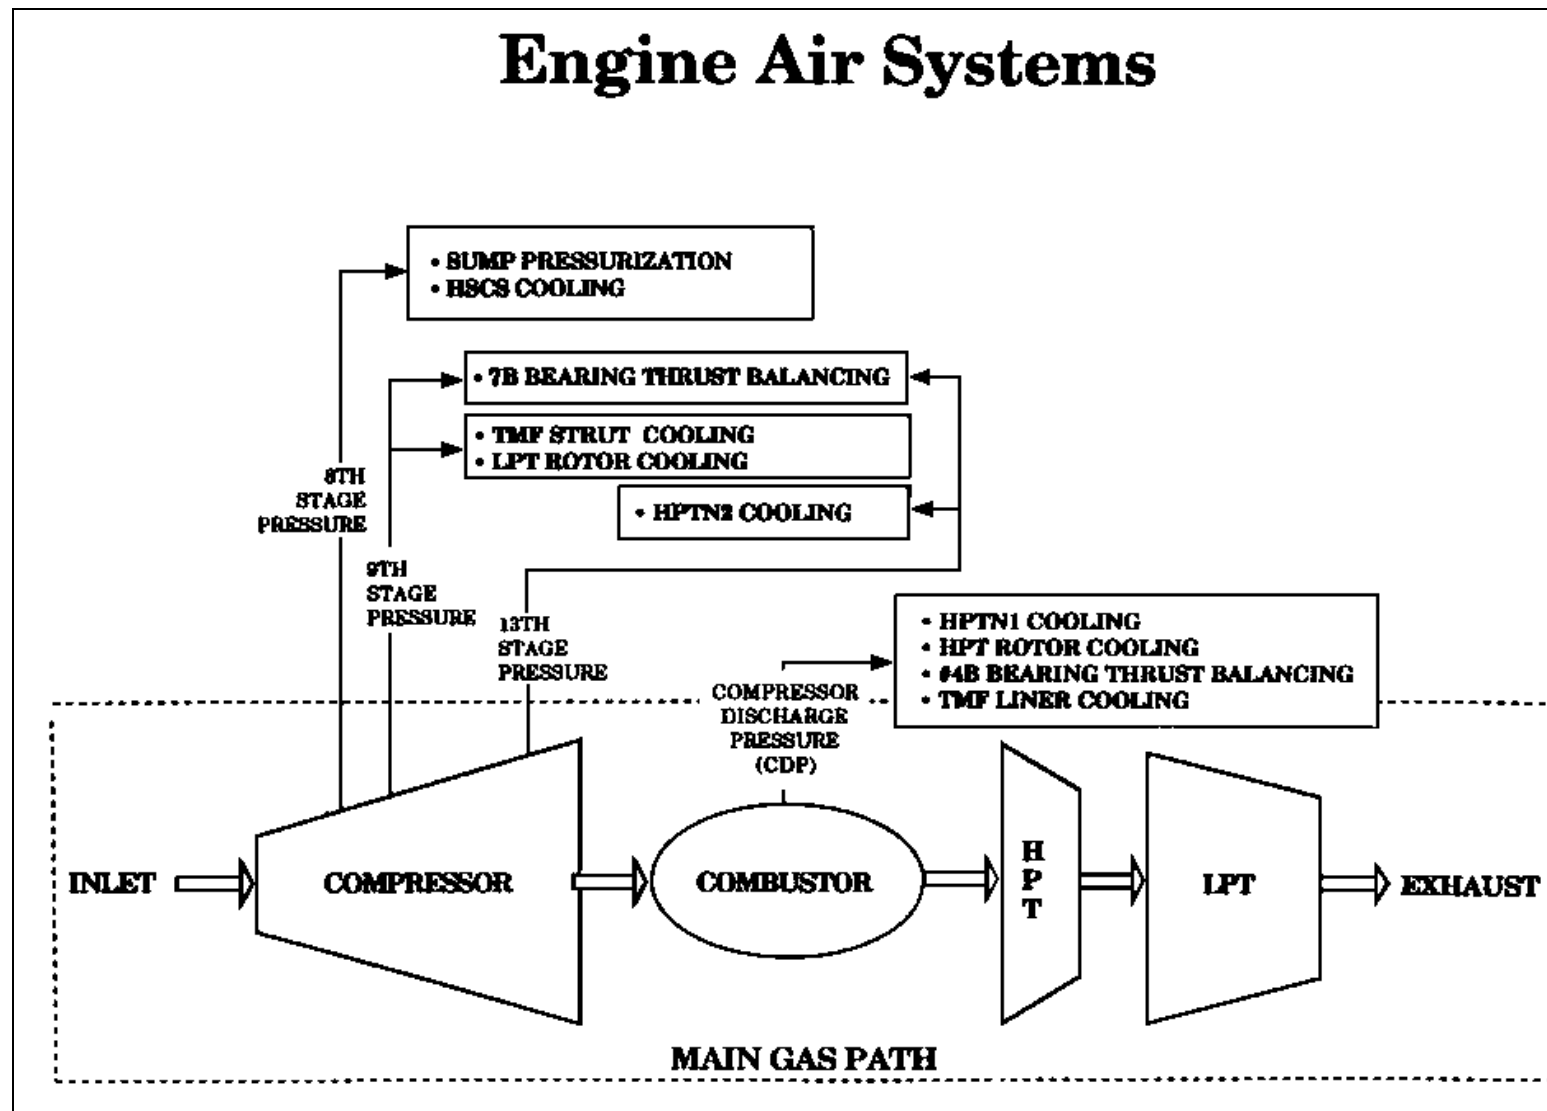 Engine Air Systems
• SUMP PRESSURIZATION
• HSCS COOLING
• 7B BEARING THRUST BALANCING
• TMF STRUT COOLING
• LPT ROTOR COOLING
• HPTN2 COOLING
8TH
STAGE
PRESSURE
9TH
STAGE
PRESSURE
13TH
STAGE
PRESSURE
• HPTN1 COOLING
• HPT ROTOR COOLING
• #4B BEARING THRUST BALANCING
• TMF LINER COOLING
COMPRESSOR
DISCHARGE
PRESSURE
(CDP)
INLET
COMPRESSOR
COMBUSTOR
H
P
T
LPT
EXHAUST
MAIN GAS PATH